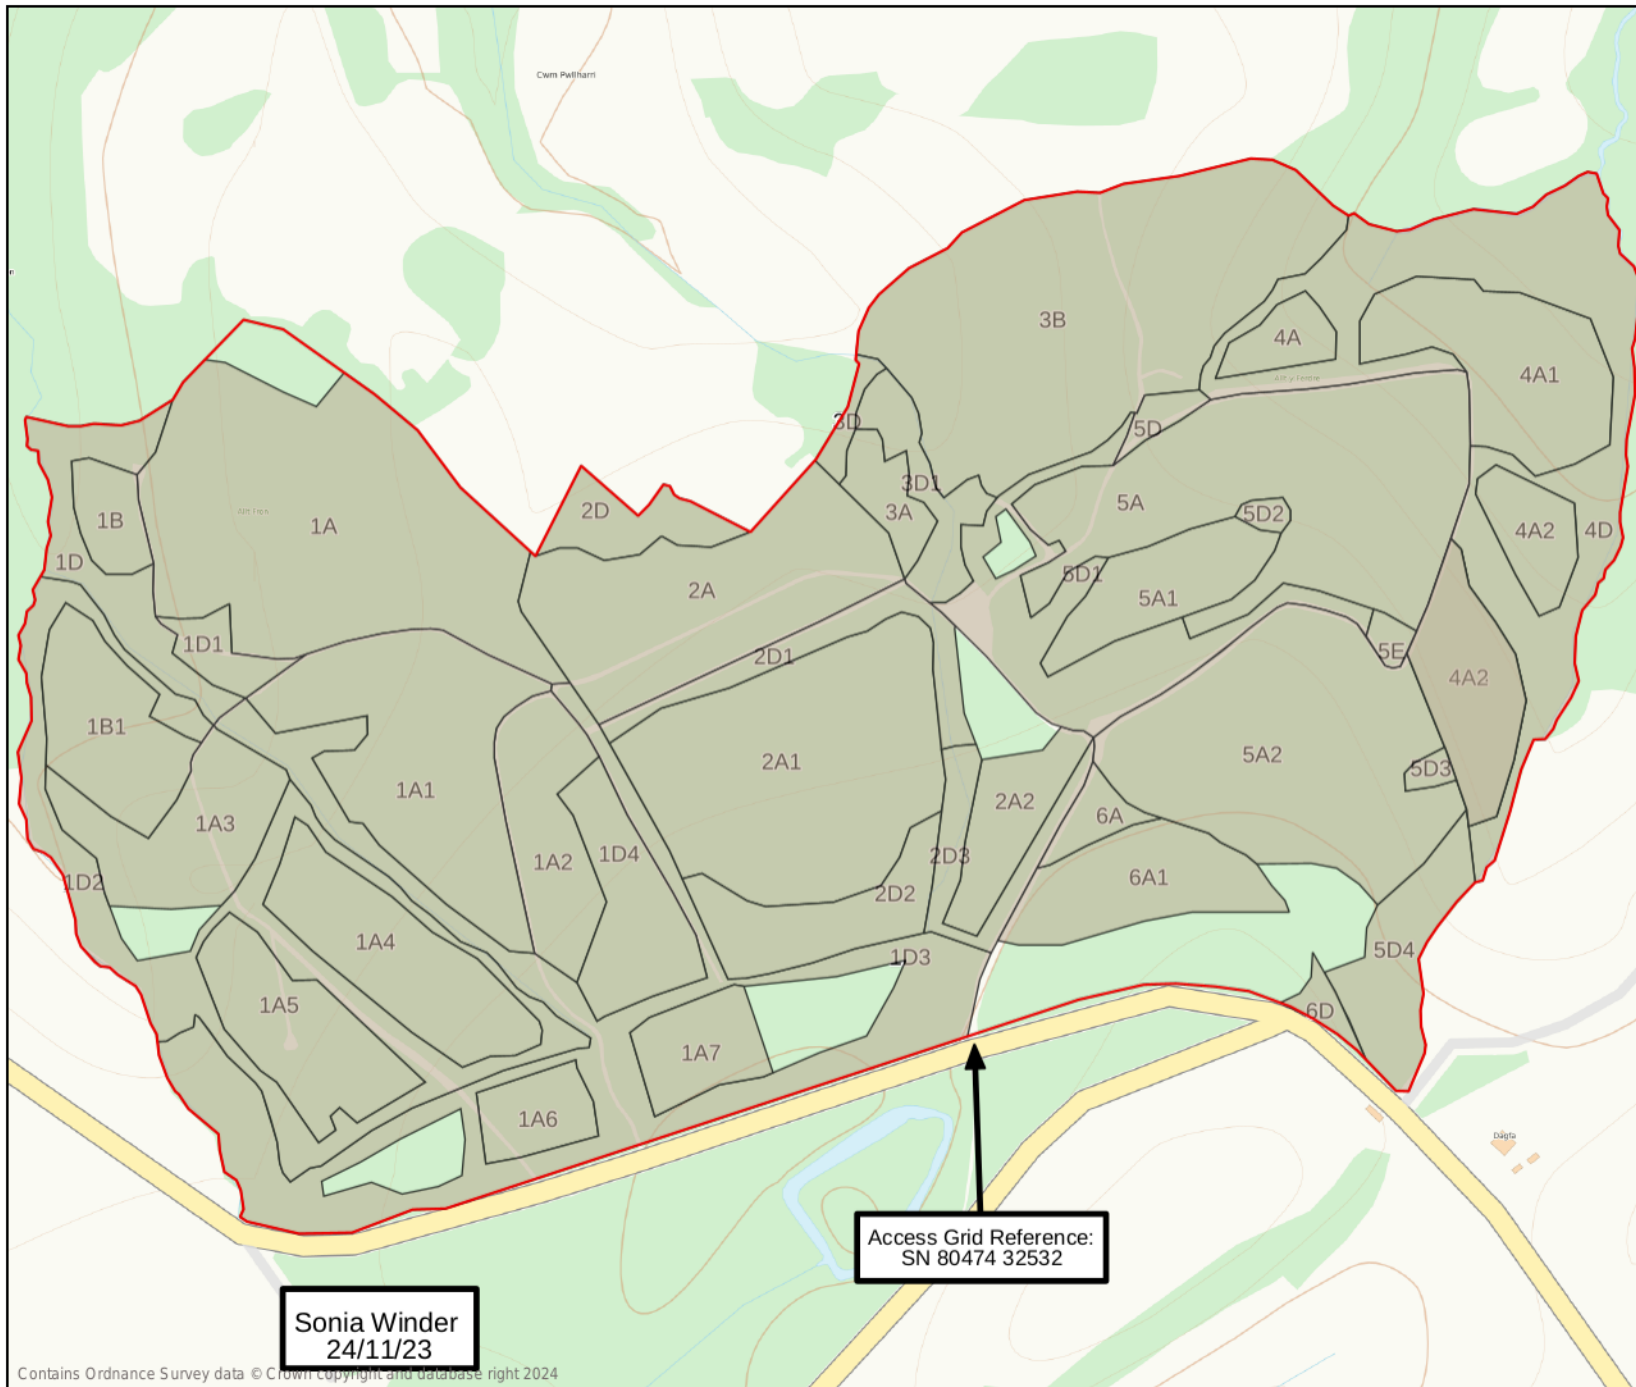 Cwm Pwllharri
3B
4A
Allt y Ferdre
4A1
3D
5D
3D1
5A
3A
5D2
4A2
4D
2D
1B
1A
1D
5D1
5A1
2A
1D1
2D1
5E
4A2
1B1
2A1
5A2
5D3
1A1
2A2
6A
1A3
1A2
1D4
2D3
1D2
2D2
6A1
1A4
1D3
5D4
1A5
6D
1A7
1A6
Dagfa
Access Grid Reference:
SN 80474 32532
Sonia Winder
24/11/23
Contains Ordnance Survey data © Crown copyright and database right 2024